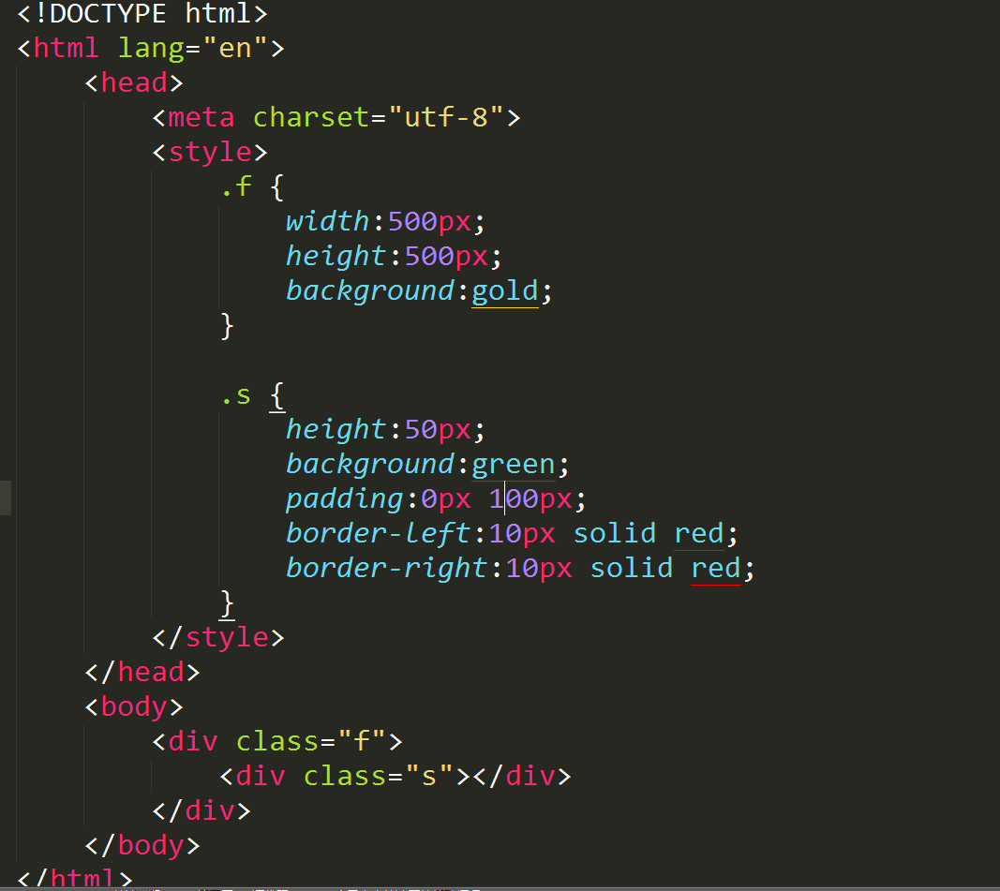 <!DOCTYPE html>
<html lang="en">
    <head>
        <meta charset="utf-8">
        <style>
            .f {
                width:500px;
                height:500px;
                background:gold;
            }

            .s {
                height:50px;
                background:green;
                padding:0px 100px;
                border-left:10px solid red;
                border-right:10px solid red;
            }
        </style>
    </head>
    <body>
        <div class="f">
            <div class="s"></div>
        </div>
    </body>
</html>